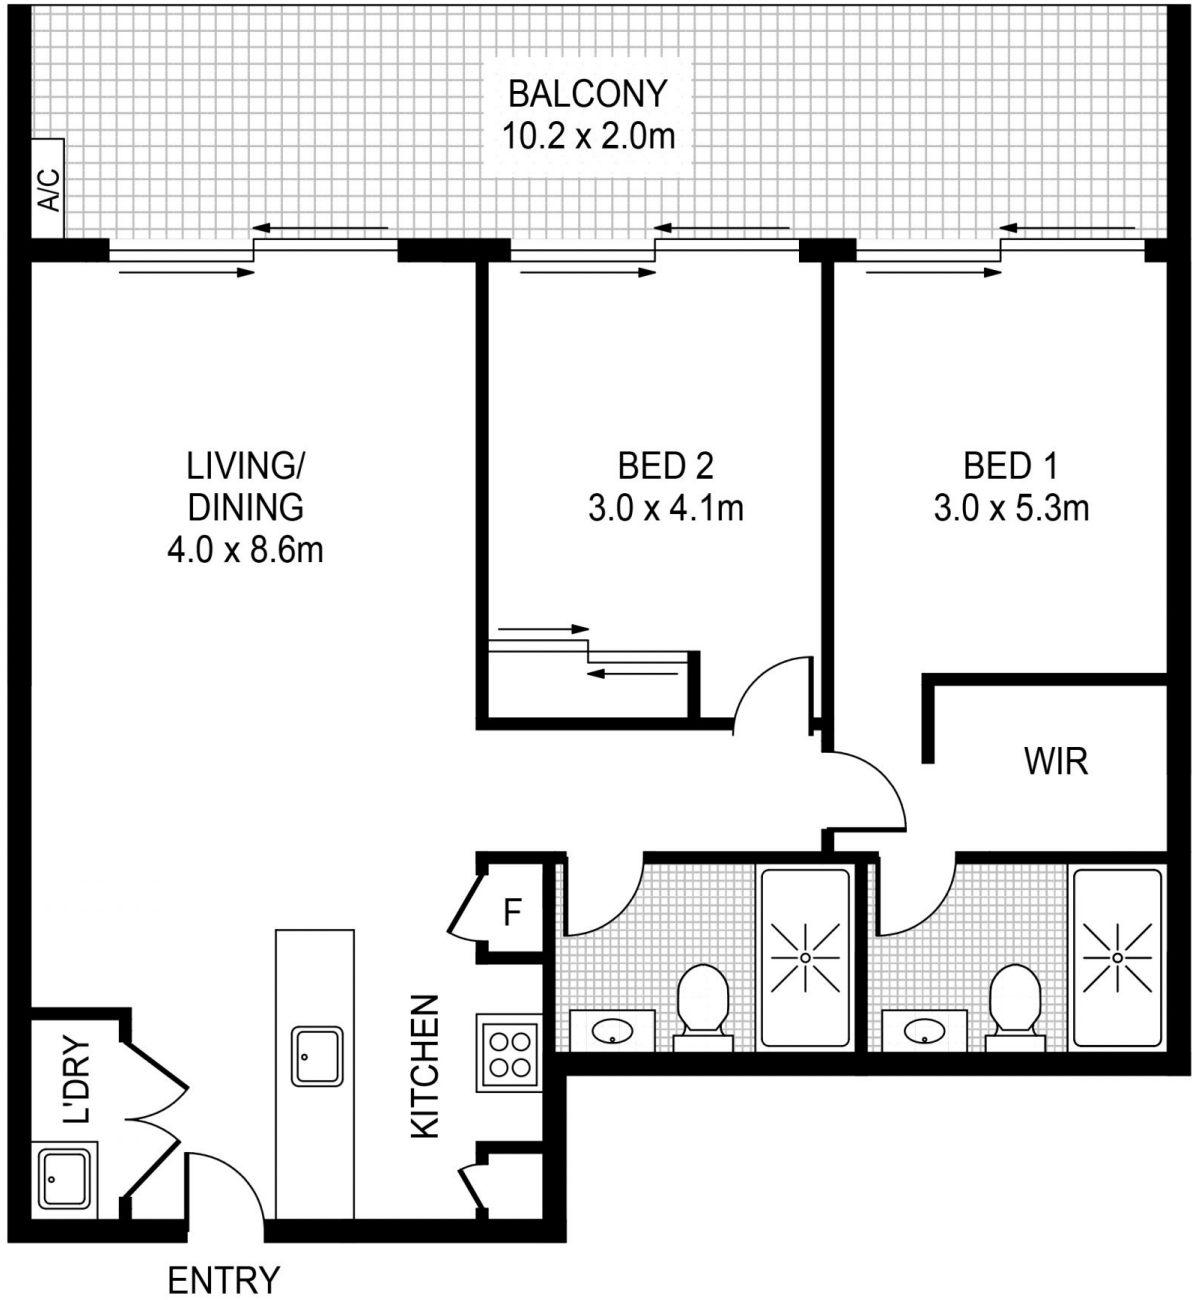 BALCONY
10.2 x 2.0m
A/C
LIVING/
DINING
4.0 x 8.6m
BED 2
3.0 x 4.1m
BED 1
3.0 x 5.3m
WIR
F
KITCHEN
L'DRY
ENTRY